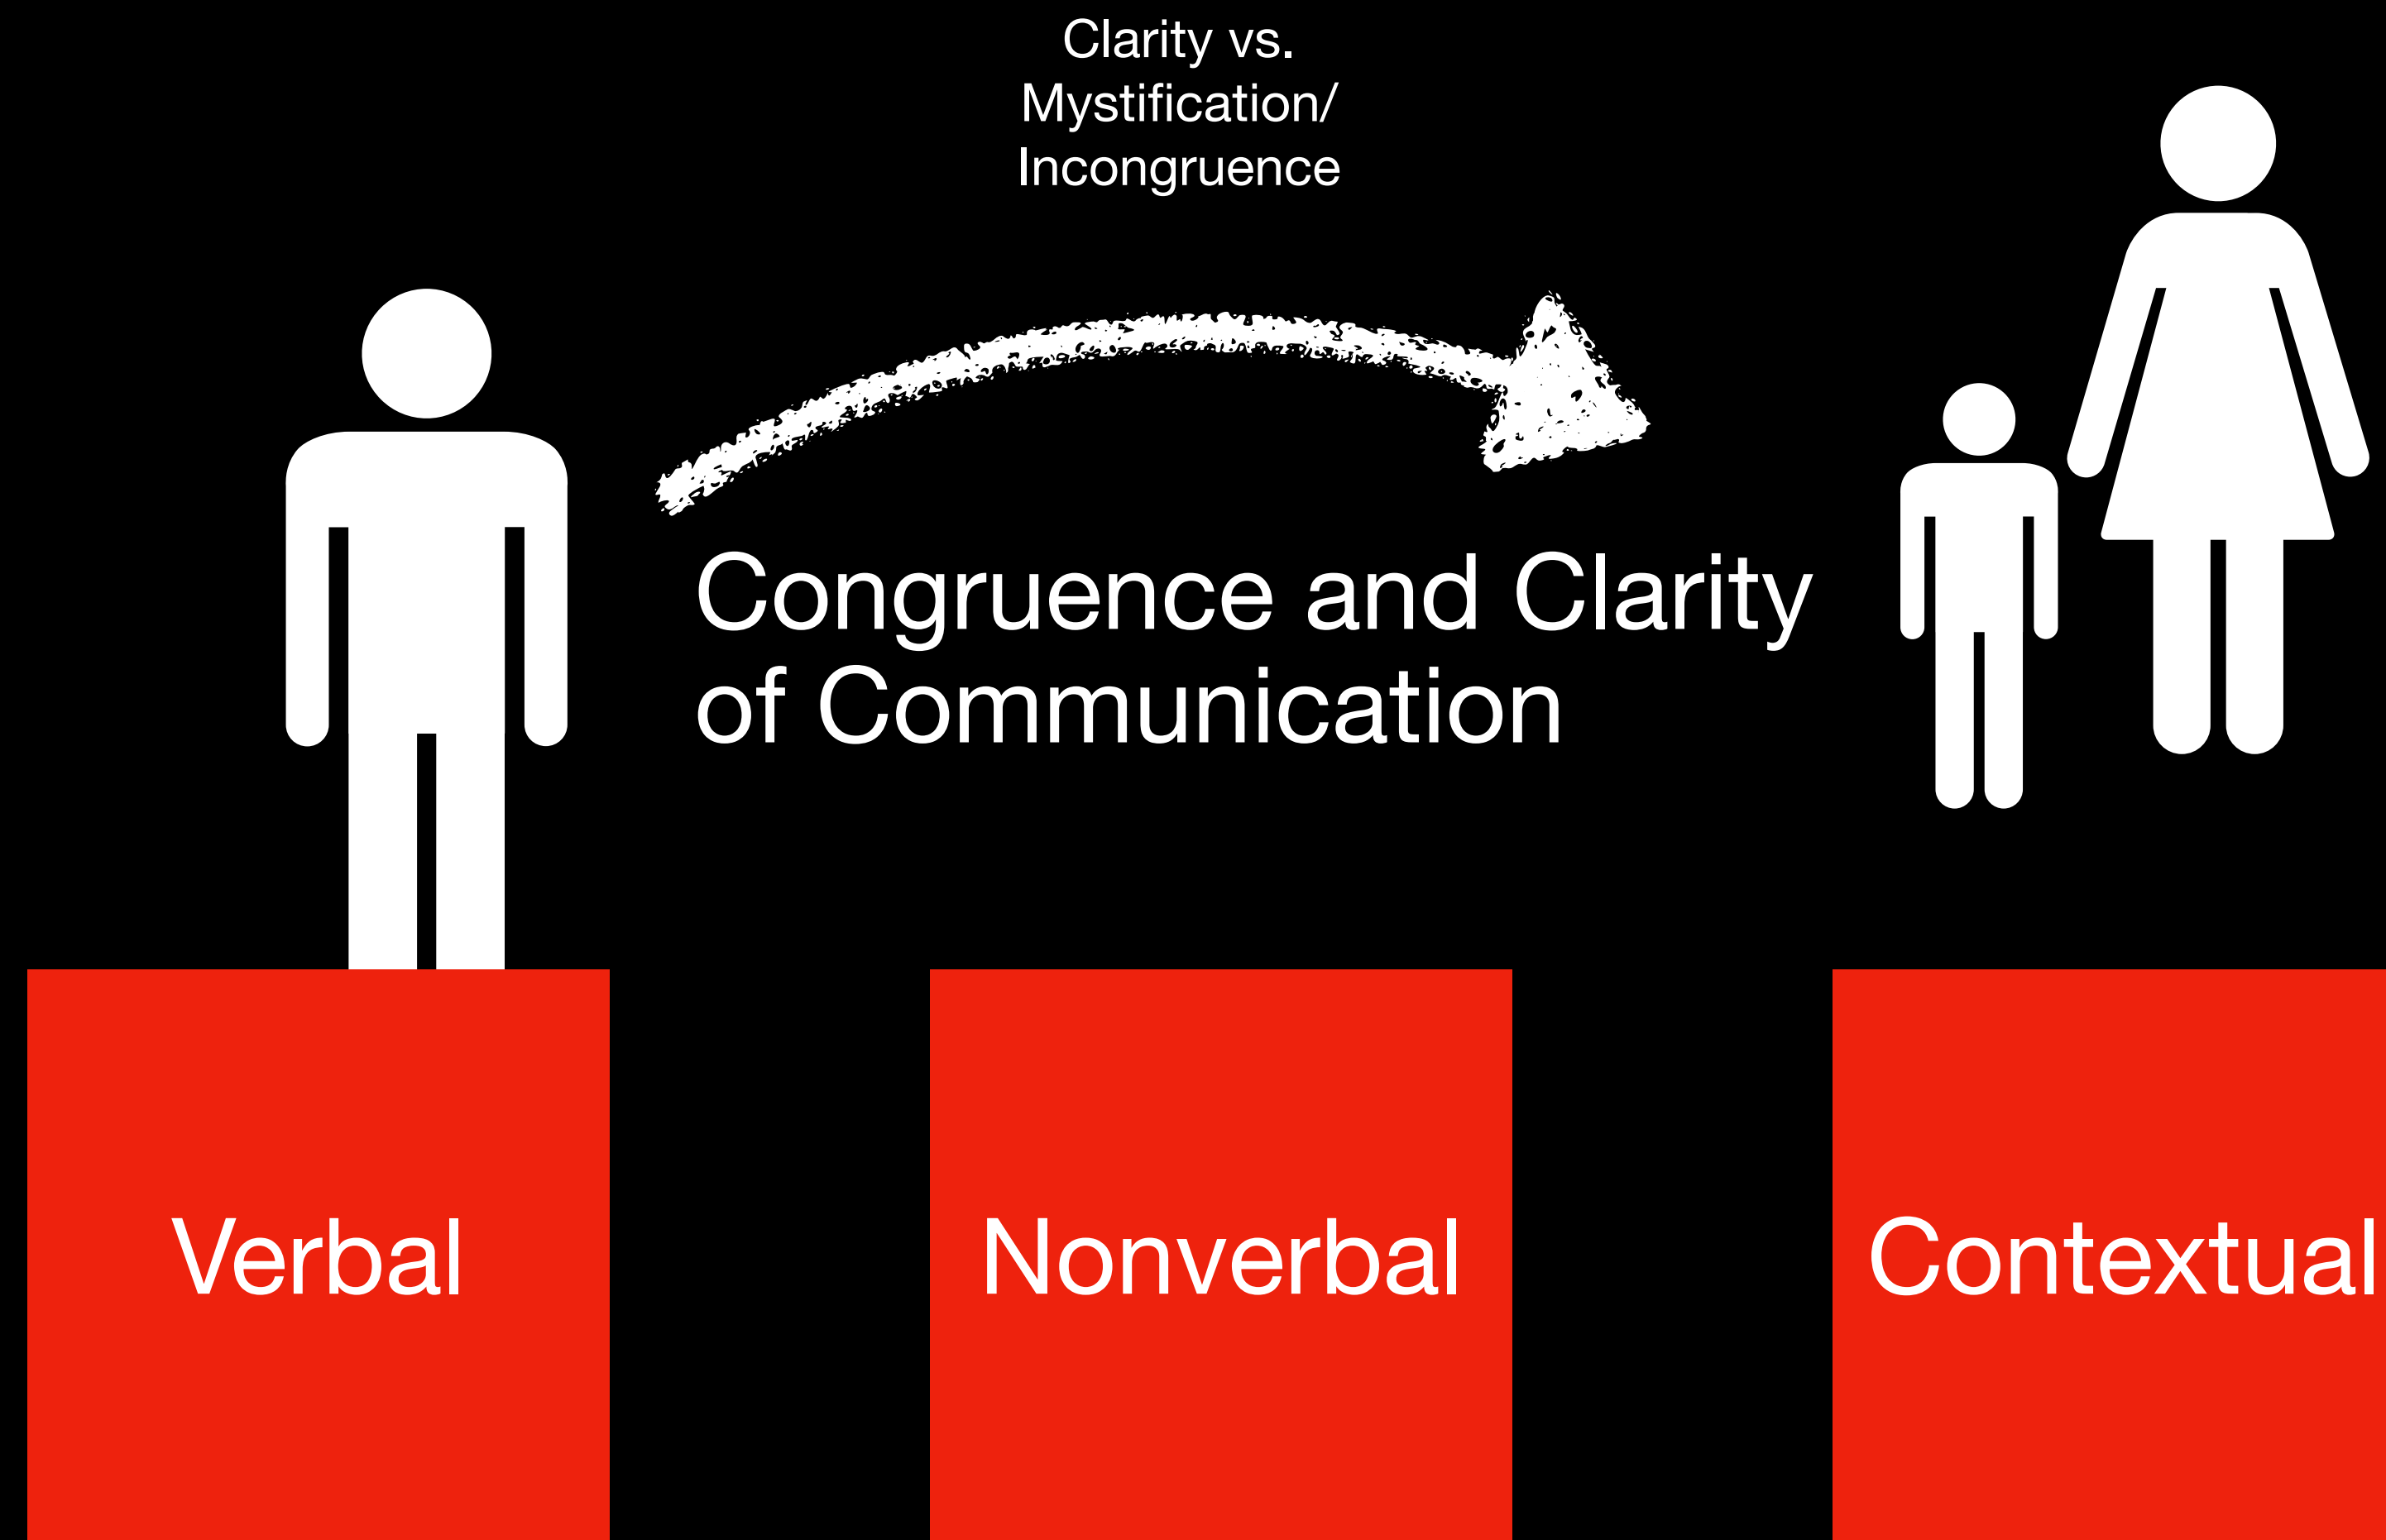 Clarity vs.
Mystification/
Incongruence
Congruence and Clarity
of Communication
Verbal
Nonverbal
Contextual